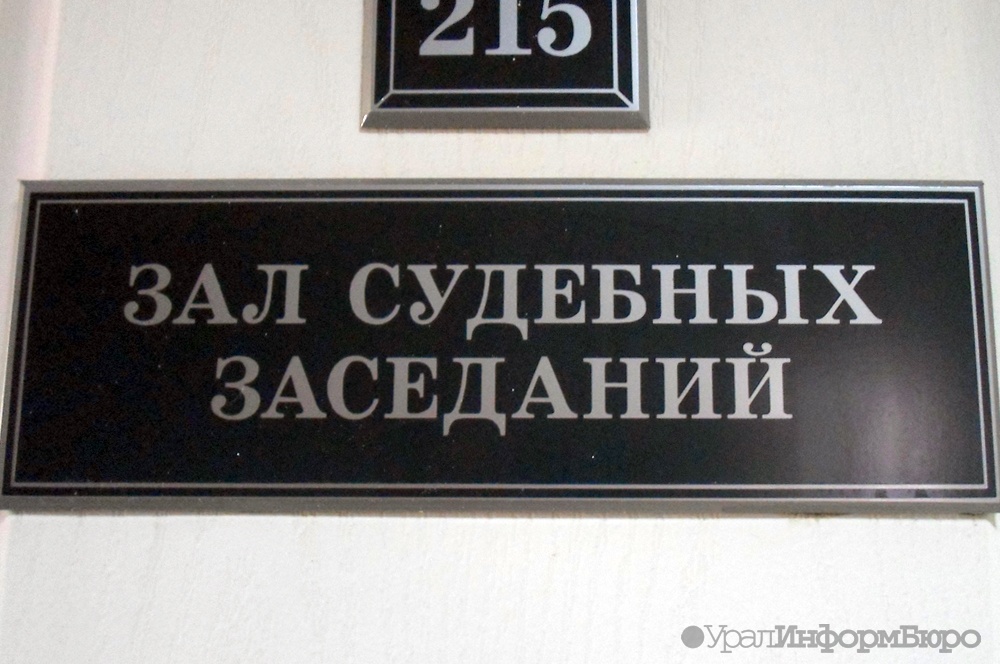 215
ЗАЛ СУДЕБНЫХ
ЗАСЕДАНИЙ
УралИнформБюро